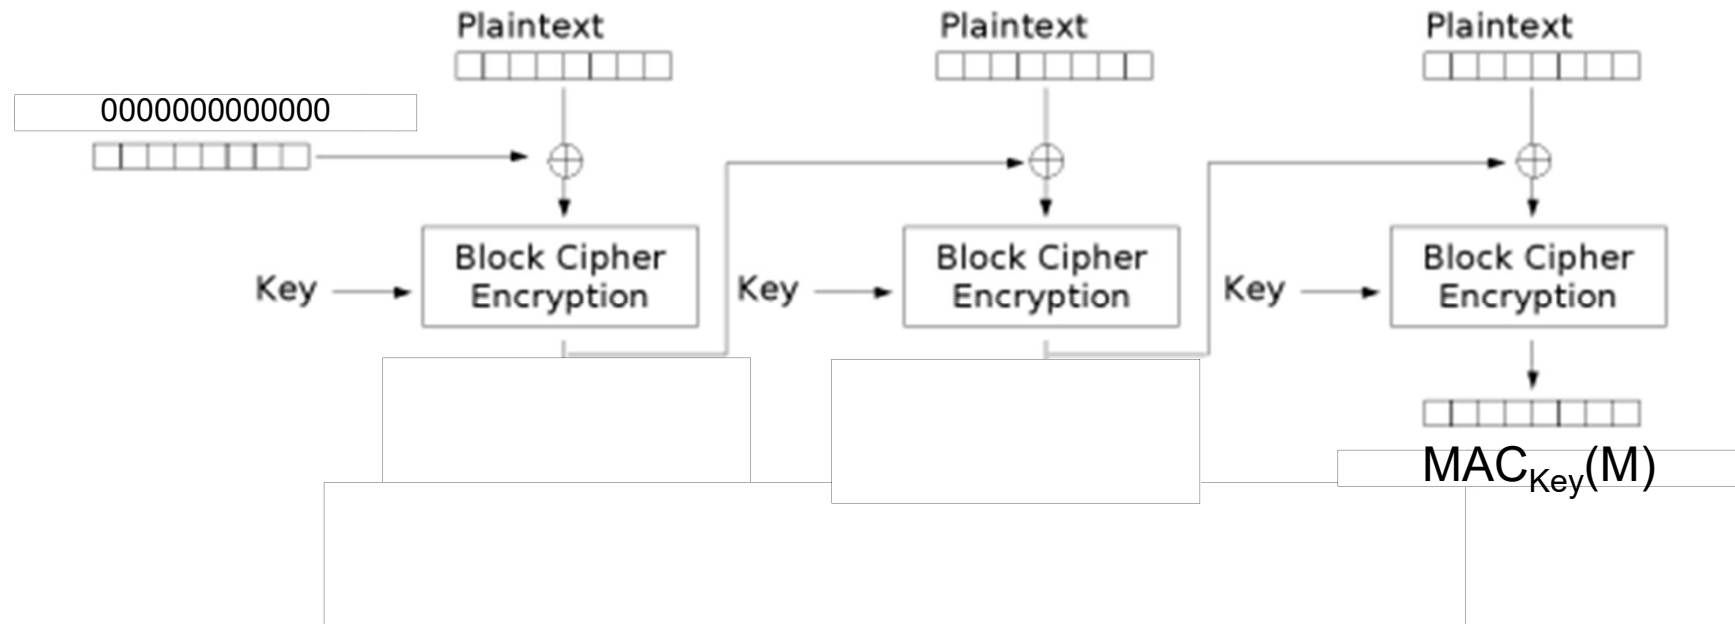 Plaintext
Plaintext
Plaintext
0000000000000
Block Cipher
Encryption
Block Cipher
Encryption
Block Cipher
Encryption
Key
Key
Key
MACKey(M)